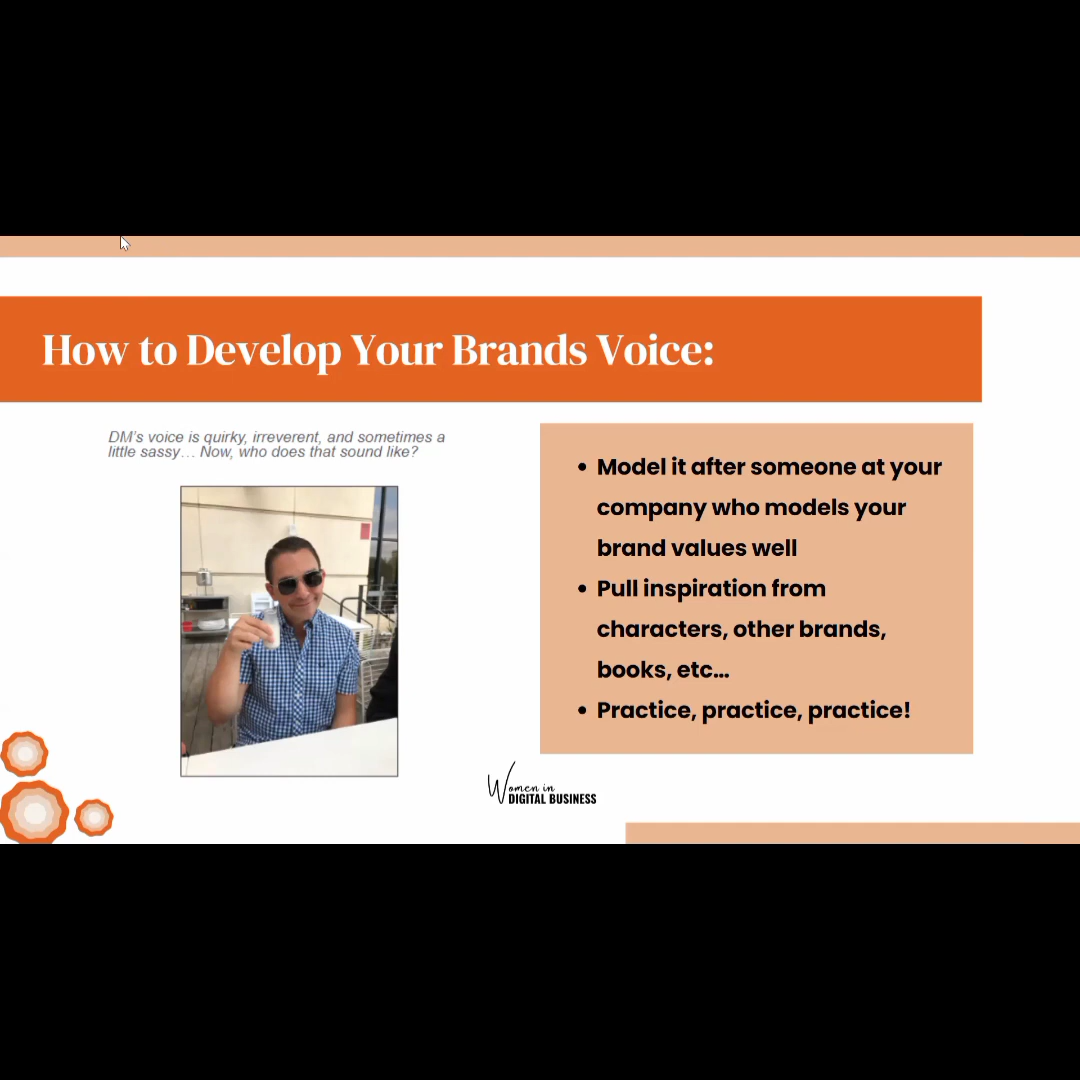 How to Develop Your Brands Voice:
DM's voice is quirky, irreverent, and sometimes a
little sassy... Now, who does that sound like?
• Model it after someone at your
company who models your
brand values well
• Pull inspiration from
characters, other brands,
books, etc...
• Practice, practice, practice!
Women in
DIGITAL BUSINESS